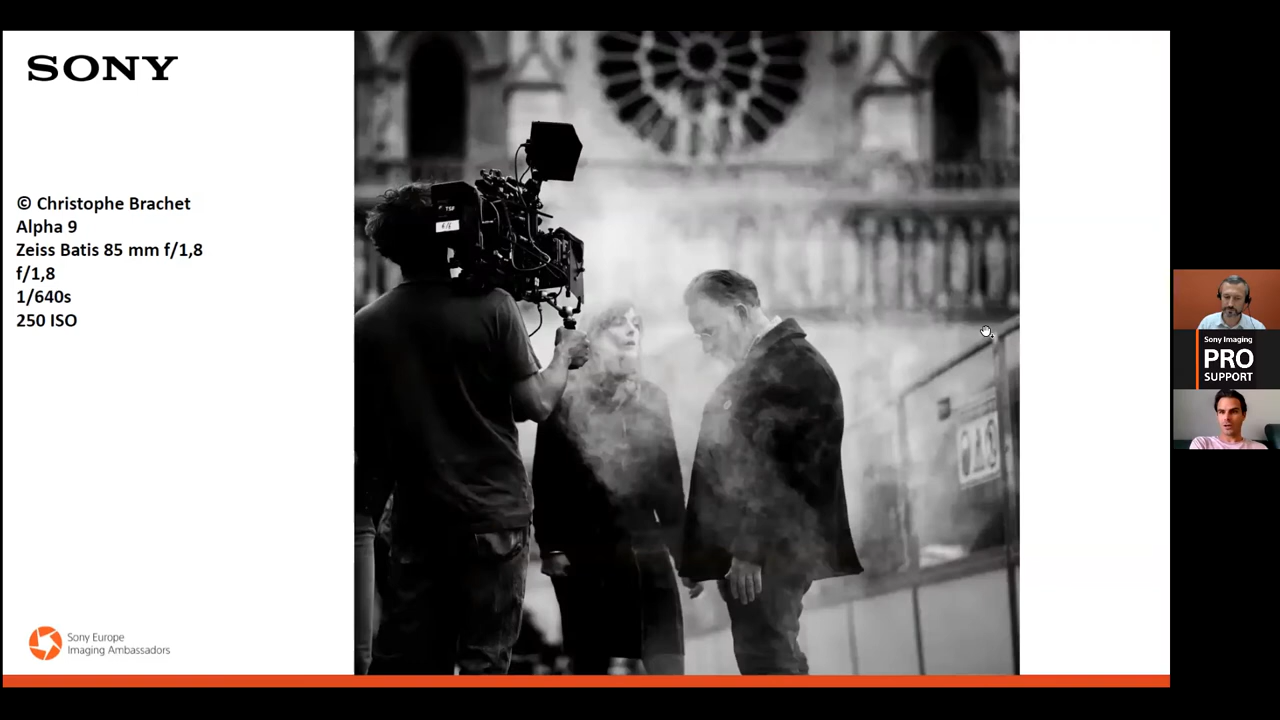 SONY
© Christophe Brachet
Alpha 9
Zeiss Batis 85 mm f/1,8
f/1,8
1/640s
250 ISO
TSF
Sony Imaging
PRO
SUPPORT
Sony Europe
Imaging Ambassadors